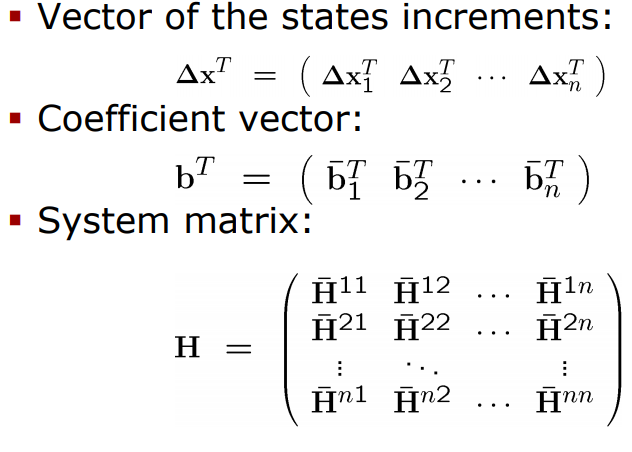 ▪ Vector of the states increments:
Δx^T = ( Δx_1^T Δx_2^T ⋯ Δx_n^T )
▪ Coefficient vector:
b^T = ( b̄_1^T b̄_2^T ⋯ b̄_n^T )
▪ System matrix:
H̄^{11} H̄^{12} ⋯ H̄^{1n}
H̄^{21} H̄^{22} ⋯ H̄^{2n}
H = ( ⋮ ⋱ ⋮ )
H̄^{n1} H̄^{n2} ⋯ H̄^{nn}